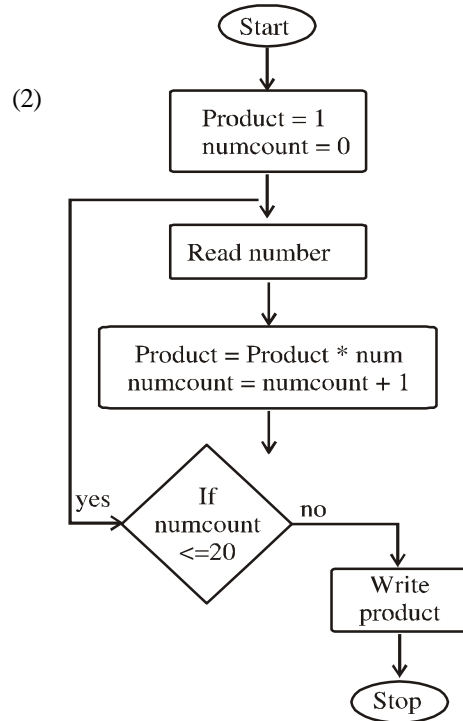 Start
(2)
Product = 1
numcount = 0
Read number
Product = Product * num
numcount = numcount + 1
yes
If
numcount
<=20
no
Write
product
Stop